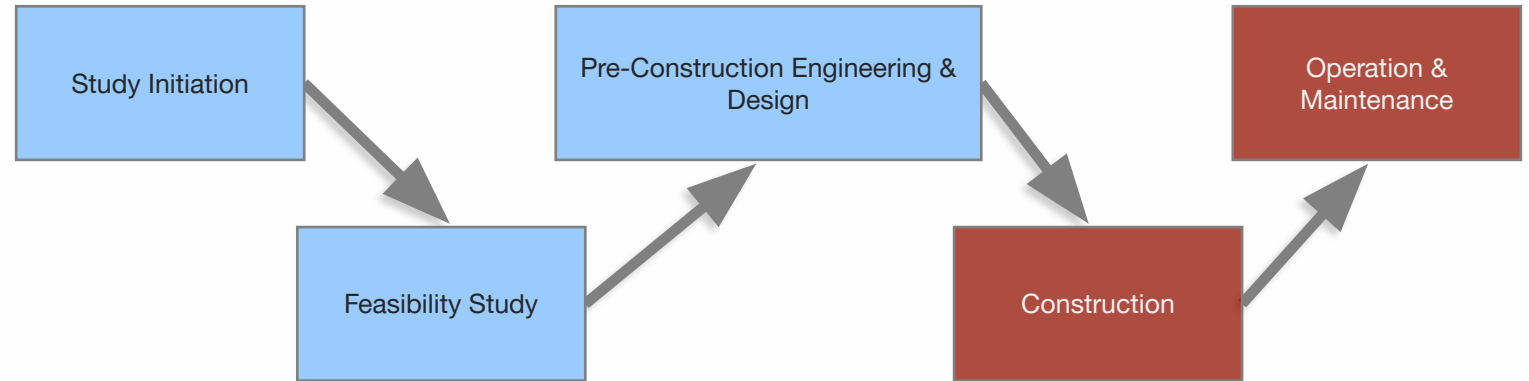 Study Initiation
Feasibility Study
Pre-Construction Engineering &
Design
Construction
Operation &
Maintenance